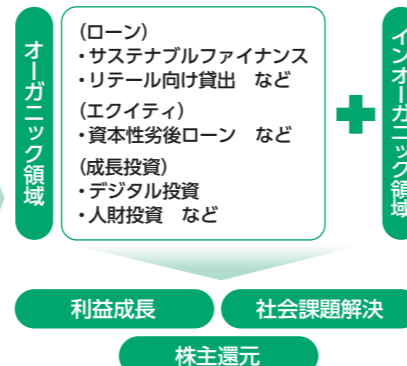 オーガニック領域
(ローン)
・サステナブルファイナンス
・リテール向け貸出 など
(エクイティ)
・資本性劣後ローン など
(成長投資)
・デジタル投資
・人財投資 など
インオーガニック領域
利益成長
社会課題解決
株主還元